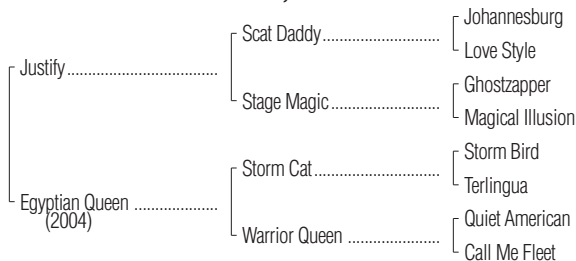 Johannesburg
Scat Daddy
Love Style
Justify
Ghostzapper
Stage Magic
Magical Illusion
Storm Bird
Storm Cat
Terlingua
Egyptian Queen
(2004)
Quiet American
Warrior Queen
Call Me Fleet